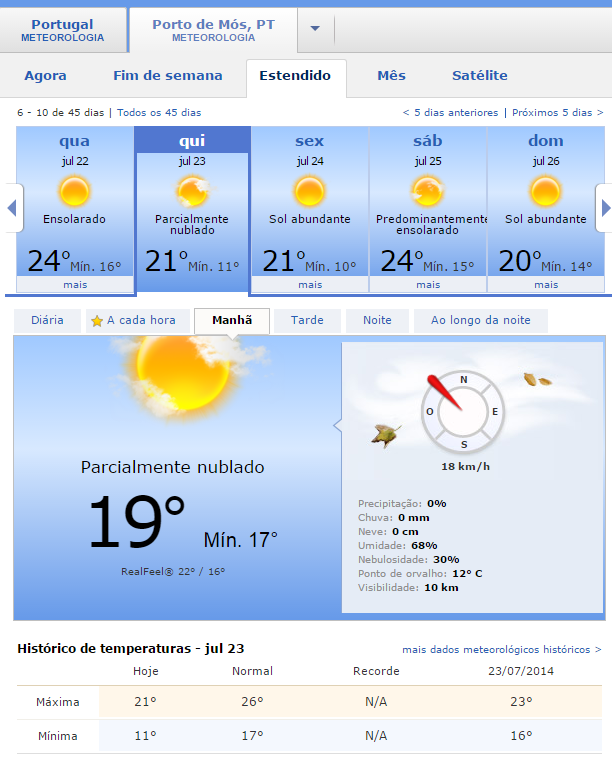 Portugal
METEOROLOGIA
Porto de Mós, PT
METEOROLOGIA
Agora Fim de semana Estendido Mês Satélite
6 - 10 de 45 dias | Todos os 45 dias < 5 dias anteriores | Próximos 5 dias >
qua qui sex sáb dom
jul 22 jul 23 jul 24 jul 25 jul 26
Ensolarado Parcialmente nublado Sol abundante Predominantemente ensolarado Sol abundante
24° Mín. 16° 21° Mín. 11° 21° Mín. 10° 24° Mín. 15° 20° Mín. 14°
mais mais mais mais
Diária A cada hora Manhã Tarde Noite Ao longo da noite
N
O E
S
18 km/h
Parcialmente nublado
19° Mín. 17°
RealFeel® 22° / 16°
Precipitação: 0%
Chuva: 0 mm
Neve: 0 cm
Umidade: 68%
Nebulosidade: 30%
Ponto de orvalho: 12° C
Visibilidade: 10 km
Histórico de temperaturas - jul 23 mais dados meteorológicos históricos >
Hoje Normal Recorde 23/07/2014
Máxima 21° 26° N/A 23°
Mínima 11° 17° N/A 16°